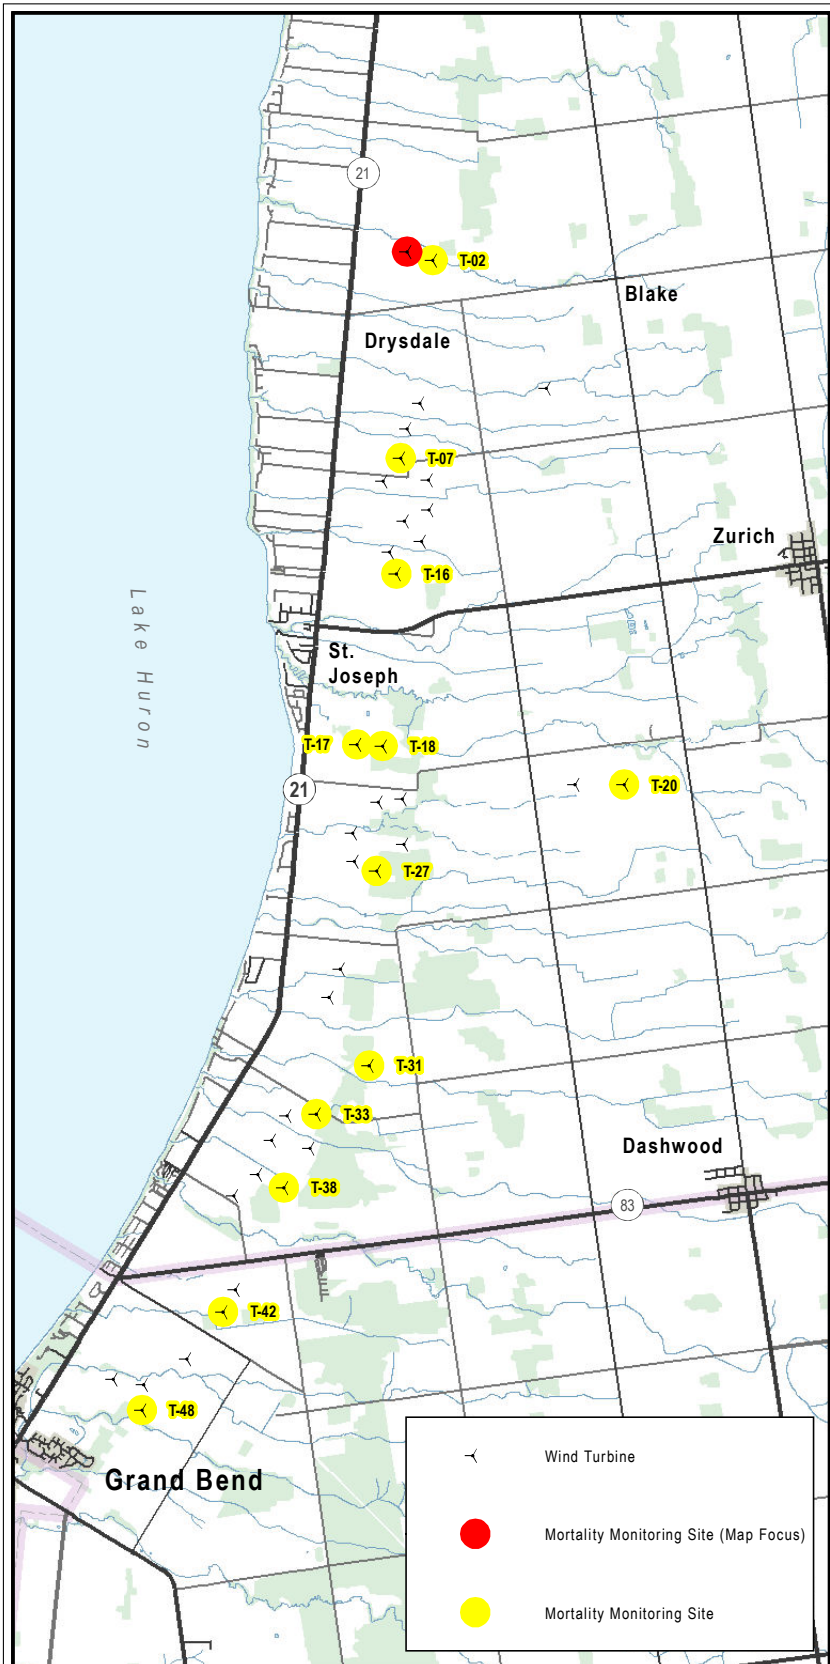 21
T-02
Blake
Drysdale
T-07
Zurich
T-16
Lake Huron
St.
Joseph
T-17
T-18
21
T-20
T-27
T-31
T-33
Dashwood
T-38
83
T-42
T-48
Grand Bend
Wind Turbine
Mortality Monitoring Site (Map Focus)
Mortality Monitoring Site